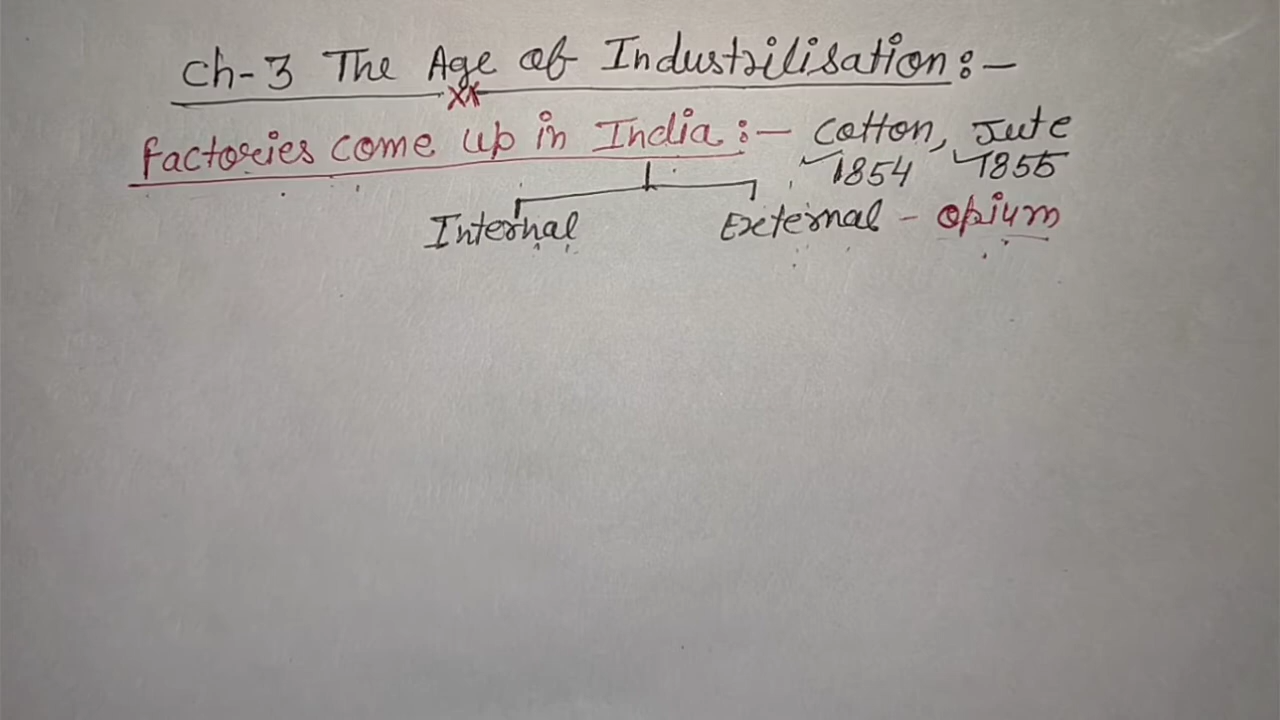 Ch-3 The Age of Industrilisation:-
factories come up in India:- Cotton, Jute
1854 1855
Internal External - opium